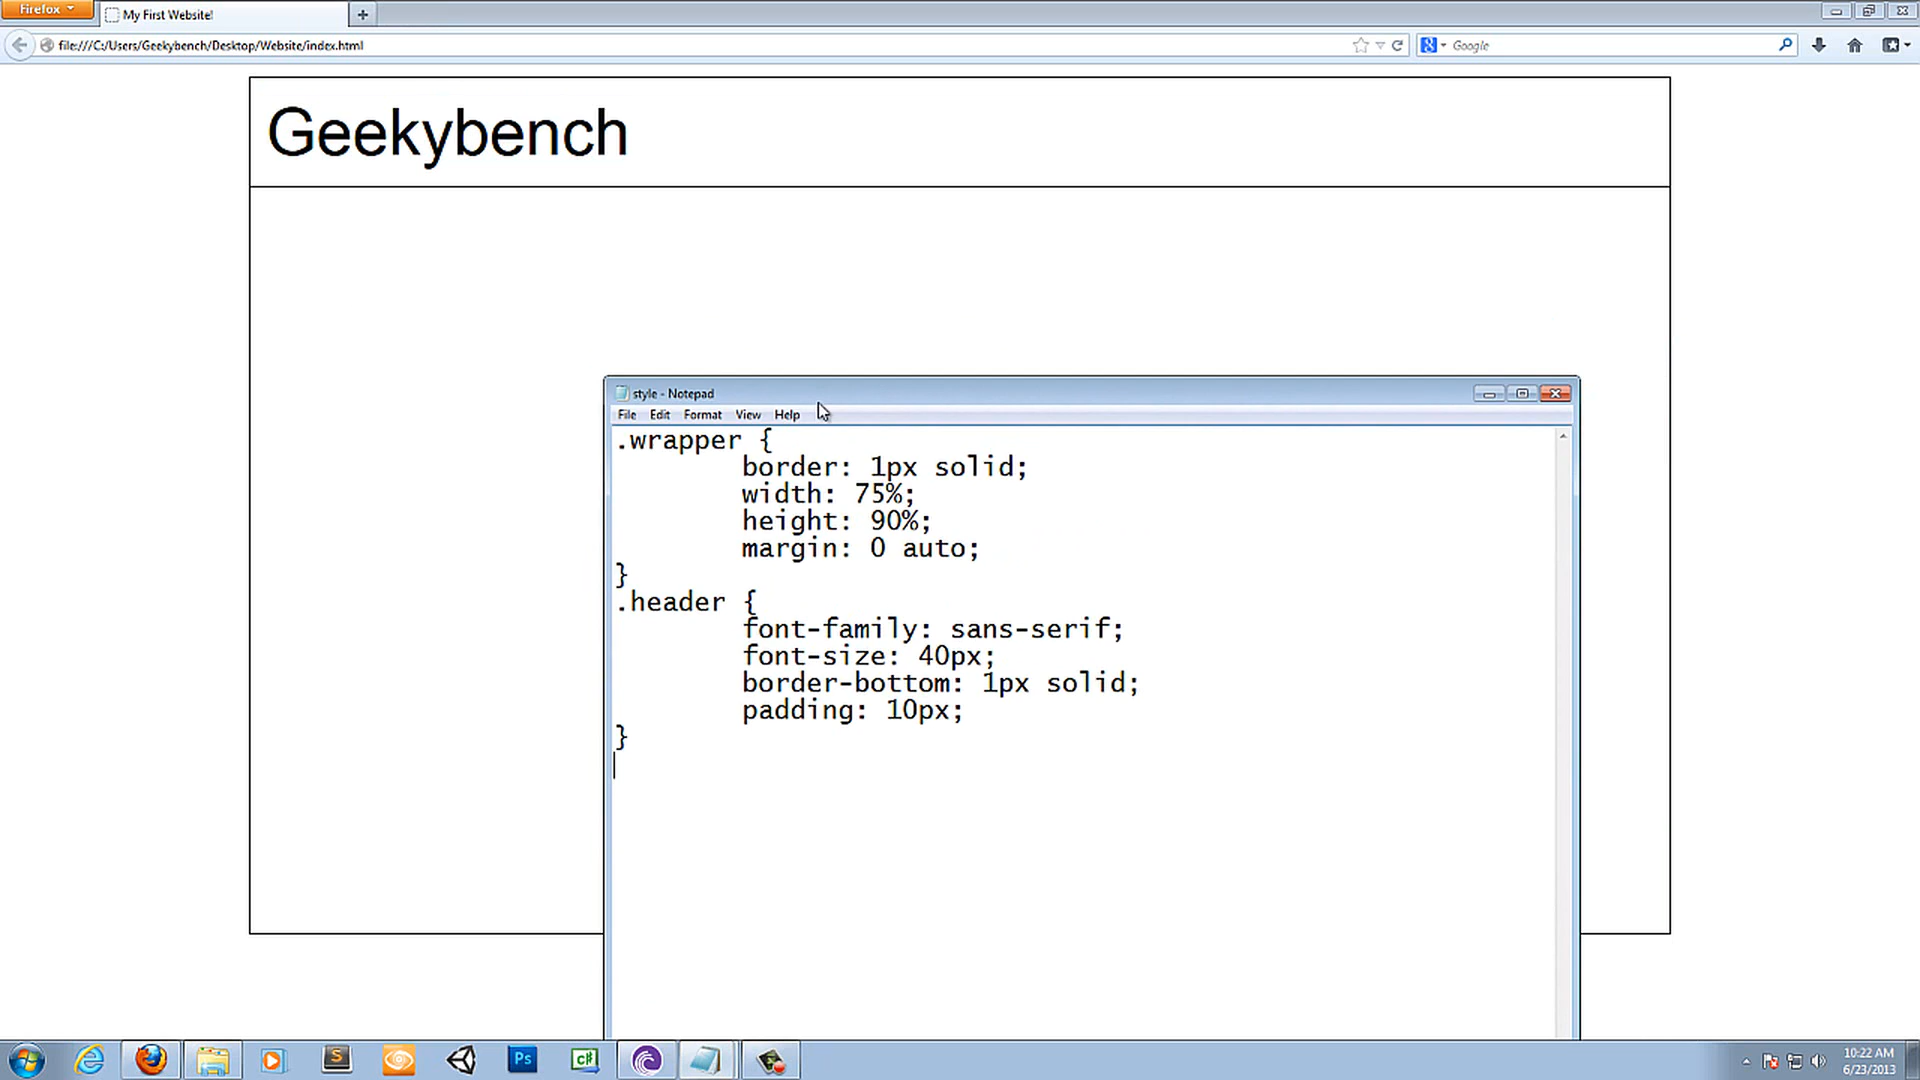 Firefox
My First Website!
file:///C:/Users/Geekybench/Desktop/Website/index.html
Google
Geekybench
style - Notepad
File Edit Format View Help
.wrapper {
border: 1px solid;
width: 75%;
height: 90%;
margin: 0 auto;
}
.header {
font-family: sans-serif;
font-size: 40px;
border-bottom: 1px solid;
padding: 10px;
}
S
Ps
C#
10:22 AM
6/23/2013